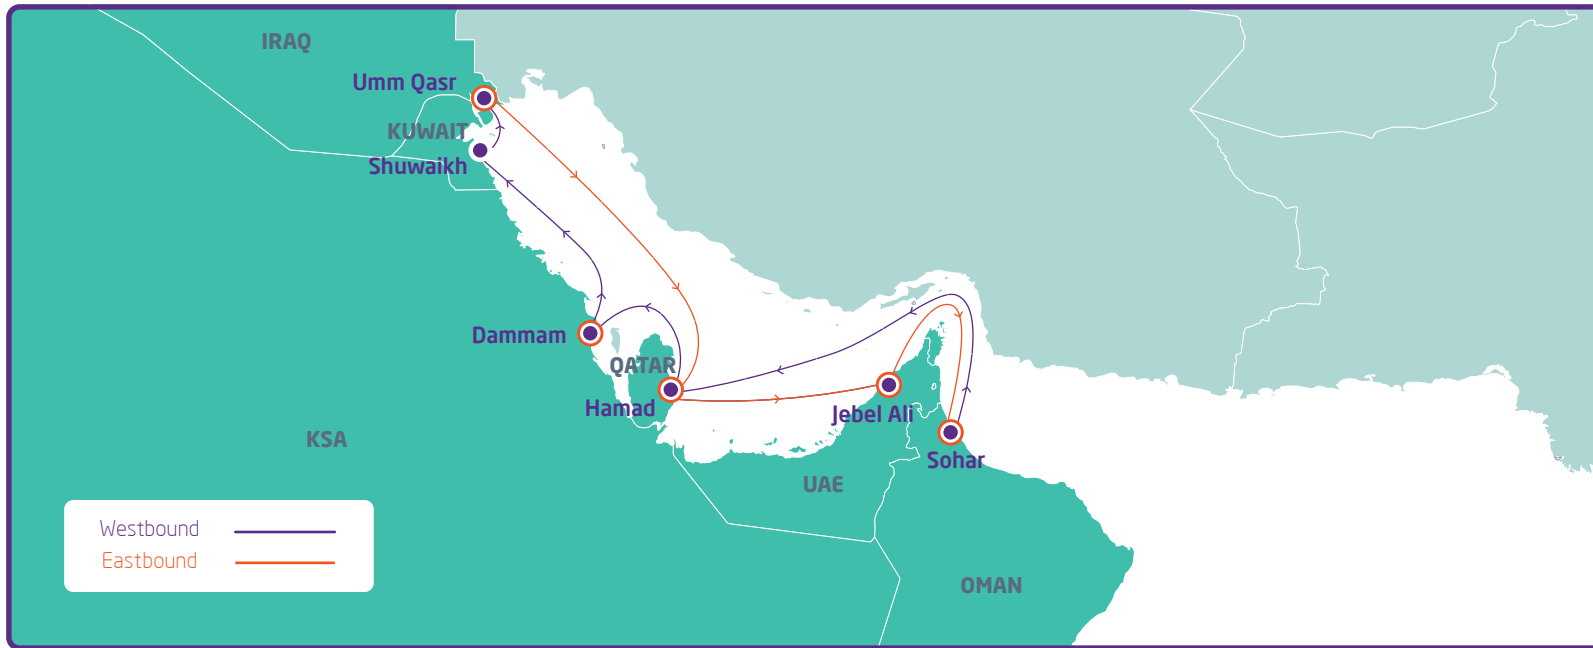 IRAQ
Umm Qasr
KUWAIT
Shuwaikh
Dammam
QATAR
Hamad
Jebel Ali
KSA
Sohar
UAE
Westbound
Eastbound
OMAN